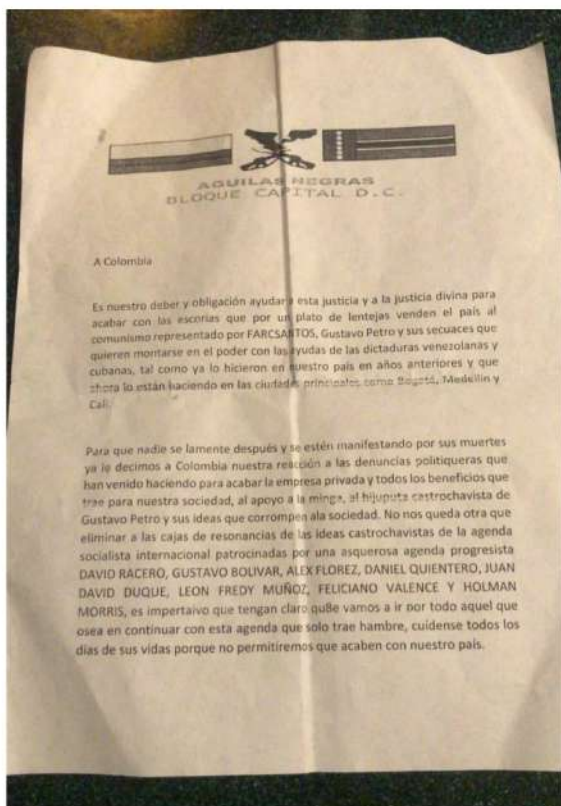 AGUILAS NEGRAS
BLOQUE CAPITAL D.C.
A Colombia
Es nuestro deber y obligación ayudar a esta justicia y a la justicia divina para
acabar con las escorias que por un plato de lentejas venden el país al
comunismo representado por FARCSANTOS, Gustavo Petro y sus secuaces que
quieren montarse en el poder con las ayudas de las dictaduras venezolanas y
cubanas, tal como ya lo hicieron en nuestro país en años anteriores y que
ahora lo están haciendo en las ciudades principales como Bogotá, Medellín y
Cali.
Para que nadie se lamente después y se estén manifestando por sus muertes
ya le decimos a Colombia nuestra reacción a las denuncias politiqueras que
han venido haciendo para acabar la empresa privada y todos los beneficios que
trae para nuestra sociedad, al apoyo a la minga, al hijuputa castrochavista de
Gustavo Petro y sus ideas que corrompen ala sociedad. No nos queda otra que
eliminar a las cajas de resonancias de las ideas castrochavistas de la agenda
socialista internacional patrocinadas por una asquerosa agenda progresista
DAVID RACERO, GUSTAVO BOLIVAR, ALEX FLOREZ, DANIEL QUIENTERO, JUAN
DAVID DUQUE, LEON FREDY MUÑOZ, FELICIANO VALENCE Y HOLMAN
MORRIS, es impertaivo que tengan claro quBe vamos a ir por todo aquel que
osea en continuar con esta agenda que solo trae hambre, cuídense todos los
días de sus vidas porque no permitiremos que acaben con nuestro país.